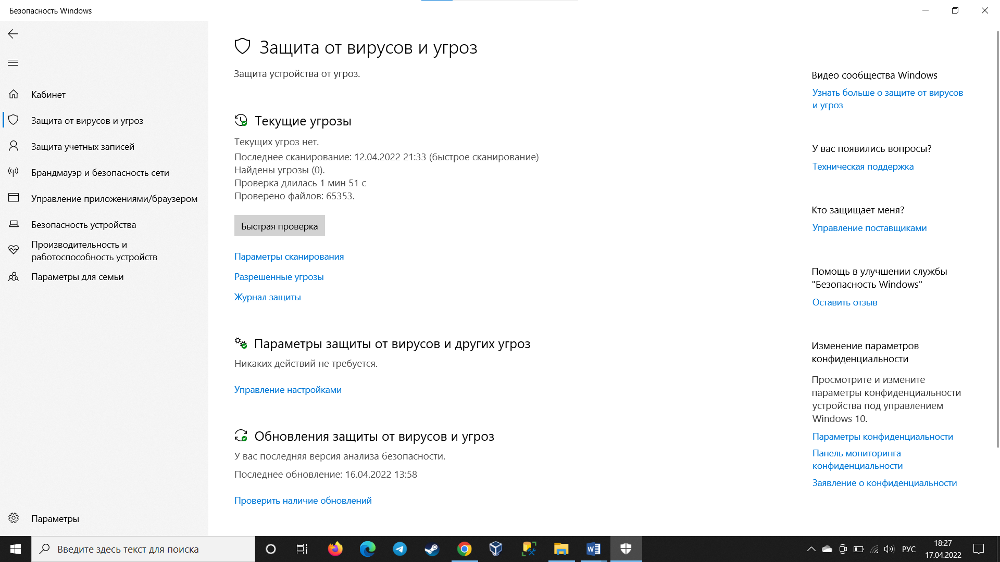 Безопасность Windows
Кабинет
Защита от вирусов и угроз
Защита учетных записей
Брандмауэр и безопасность сети
Управление приложениями/браузером
Безопасность устройства
Производительность и
работоспособность устройств
Параметры для семьи
Параметры
Защита от вирусов и угроз
Защита устройства от угроз.
Текущие угрозы
Текущих угроз нет.
Последнее сканирование: 12.04.2022 21:33 (быстрое сканирование)
Найдены угрозы (0).
Проверка длилась 1 мин 51 с
Проверено файлов: 65353.
Быстрая проверка
Параметры сканирования
Разрешенные угрозы
Журнал защиты
Параметры защиты от вирусов и других угроз
Никаких действий не требуется.
Управление настройками
Обновления защиты от вирусов и угроз
У вас последняя версия анализа безопасности.
Последнее обновление: 16.04.2022 13:58
Проверить наличие обновлений
Видео сообщества Windows
Узнать больше о защите от вирусов
и угроз
У вас появились вопросы?
Техническая поддержка
Кто защищает меня?
Управление поставщиками
Помощь в улучшении службы
"Безопасность Windows"
Оставить отзыв
Изменение параметров
конфиденциальности
Просмотрите и измените
параметры конфиденциальности
устройства под управлением
Windows 10.
Параметры конфиденциальности
Панель мониторинга
конфиденциальности
Заявление о конфиденциальности
Введите здесь текст для поиска
РУС
18:27
17.04.2022